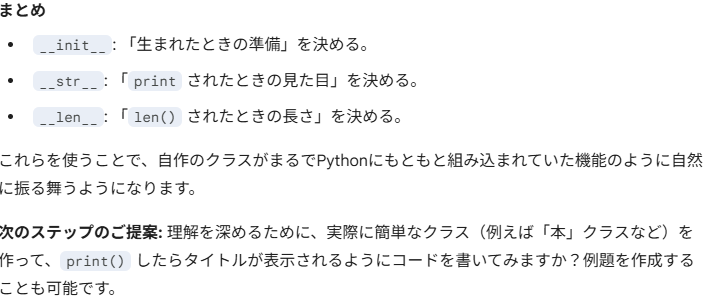 まとめ
• __init__: 「生まれたときの準備」を決める。
• __str__: 「print されたときの見た目」を決める。
• __len__: 「len() されたときの長さ」を決める。
これらを使うことで、自作のクラスがまるでPythonにもともと組み込まれていた機能のように自然
に振る舞うようになります。
次のステップのご提案: 理解を深めるために、実際に簡単なクラス（例えば「本」クラスなど）を
作って、print() したらタイトルが表示されるようにコードを書いてみますか？例題を作成する
ことも可能です。